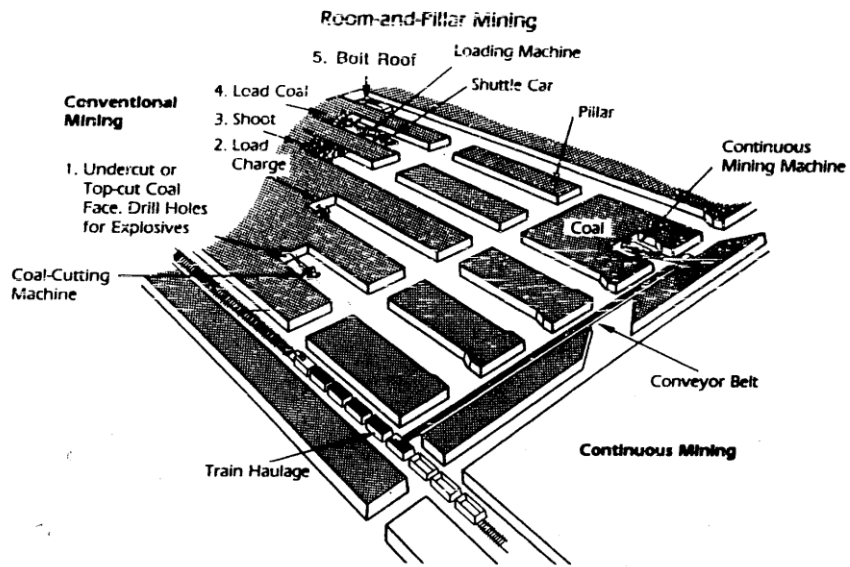 Room-and-Pillar Mining
5. Bolt Roof
Loading Machine
4. Load Coal
Shuttle Car
Conventional
Mining
3. Shoot
Pillar
2. Load
Charge
Continuous
Mining Machine
1. Undercut or
Top-cut Coal
Face. Drill Holes
for Explosives
Coal
Coal-Cutting
Machine
Conveyor Belt
Continuous Mining
Train Haulage